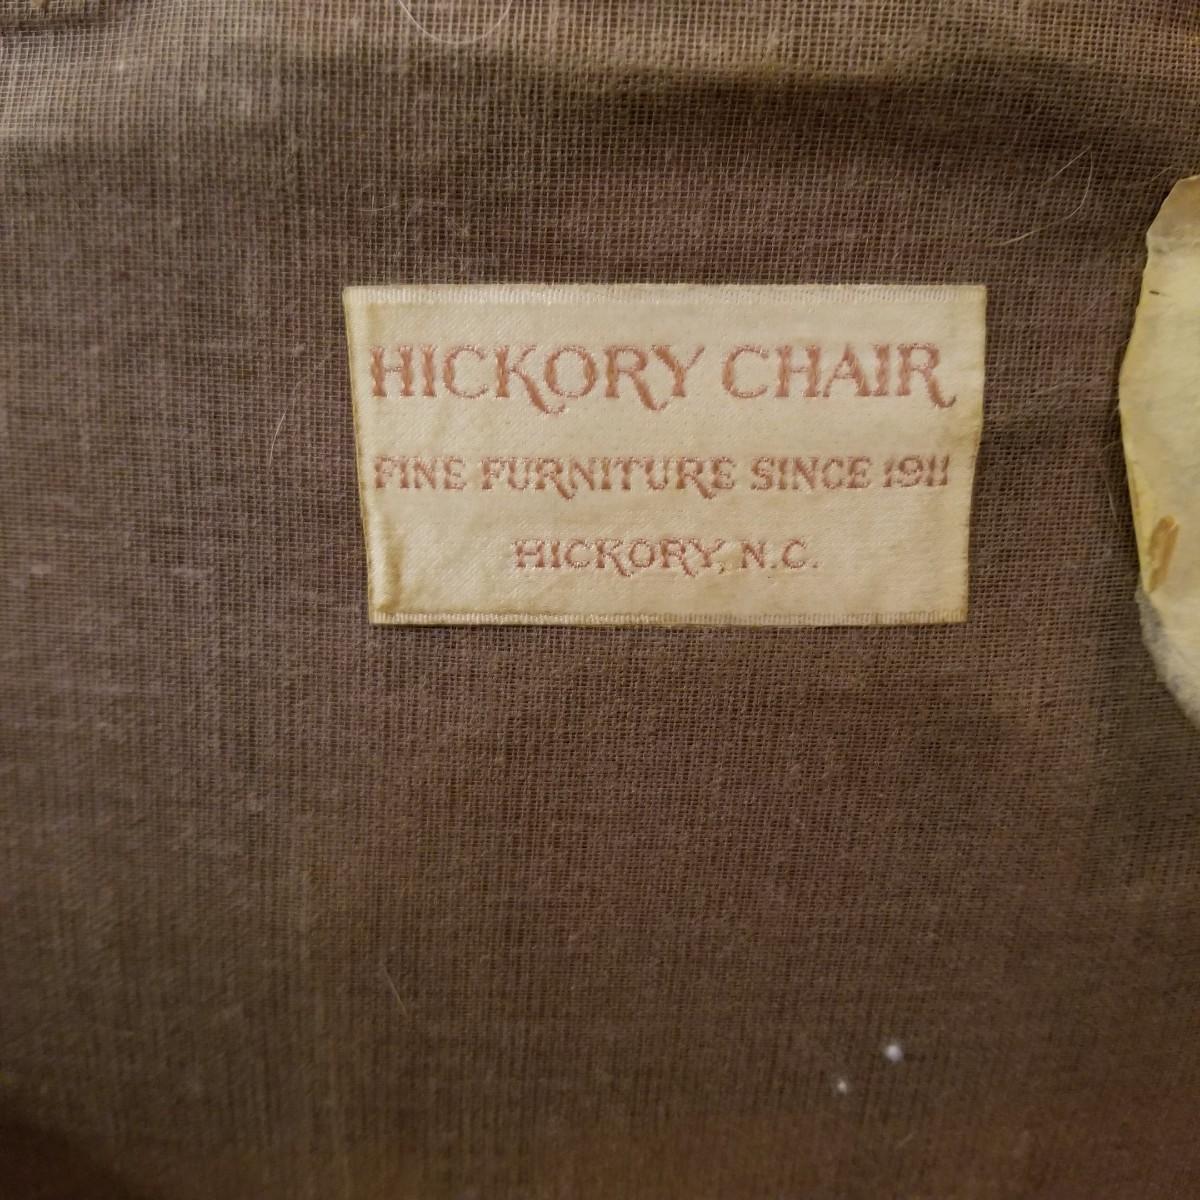 HICKORY CHAIR
FINE FURNITURE SINCE 1911
HICKORY, N.C.